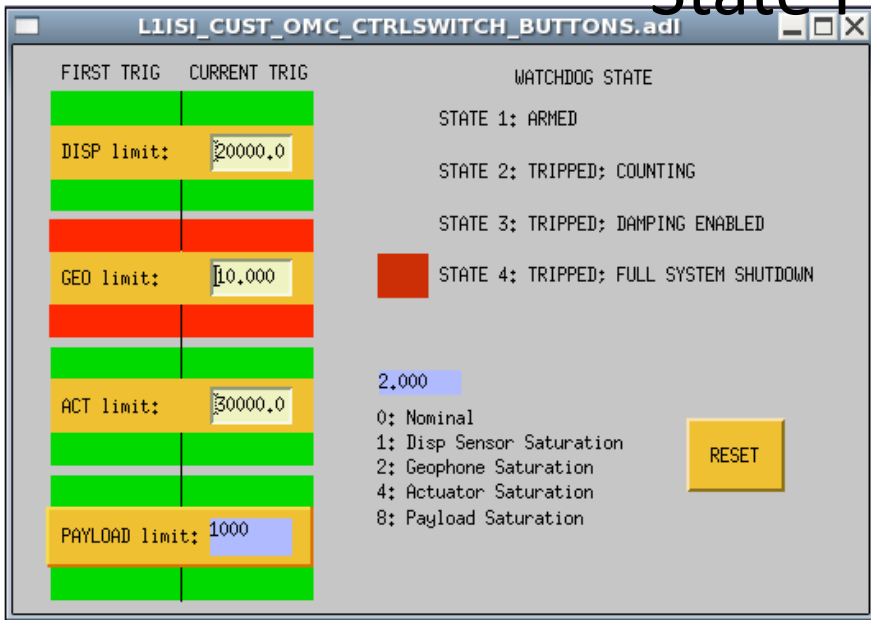 State
L1ISI_CUST_OMC_CTRLSWITCH_BUTTONS.adl
FIRST TRIG CURRENT TRIG
DISP limit: 20000.0
GEO limit: 10.000
ACT limit: 30000.0
PAYLOAD limit: 1000
WATCHDOG STATE
STATE 1: ARMED
STATE 2: TRIPPED; COUNTING
STATE 3: TRIPPED; DAMPING ENABLED
STATE 4: TRIPPED; FULL SYSTEM SHUTDOWN
2.000
0: Nominal
1: Disp Sensor Saturation
2: Geophone Saturation
4: Actuator Saturation
8: Payload Saturation
RESET